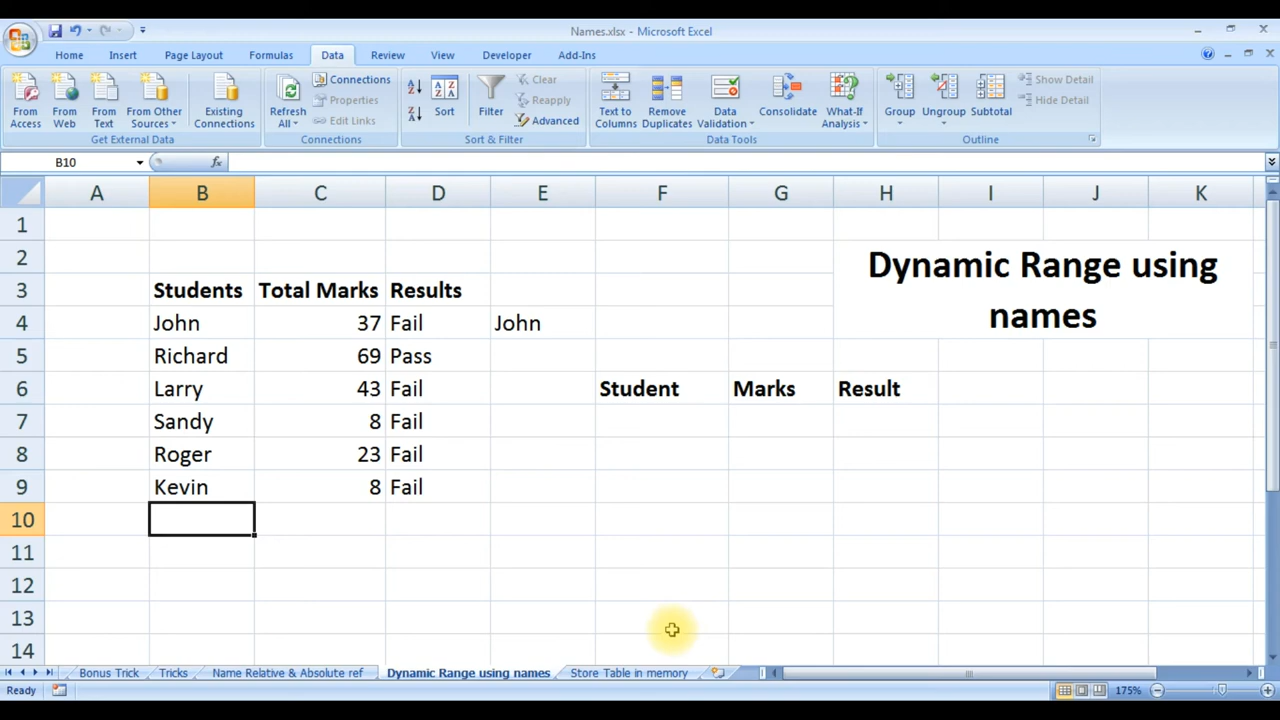 Names.xlsx - Microsoft Excel
Home Insert Page Layout Formulas Data Review View Developer Add-Ins
From Access
From Web
From Text
From Other Sources
Existing Connections
Get External Data
Refresh All
Connections
Properties
Edit Links
Connections
Sort
Filter
Clear
Reapply
Advanced
Sort & Filter
Text to Columns
Remove Duplicates
Data Validation
Consolidate
What-If Analysis
Data Tools
Group
Ungroup
Subtotal
Show Detail
Hide Detail
Outline
B10 fx
A B C D E F G H I J K
1
2 Dynamic Range using
3 Students Total Marks Results names
4 John 37 Fail John
5 Richard 69 Pass
6 Larry 43 Fail Student Marks Result
7 Sandy 8 Fail
8 Roger 23 Fail
9 Kevin 8 Fail
10
11
12
13
14
Bonus Trick Tricks Name Relative & Absolute ref Dynamic Range using names Store Table in memory
Ready 175%